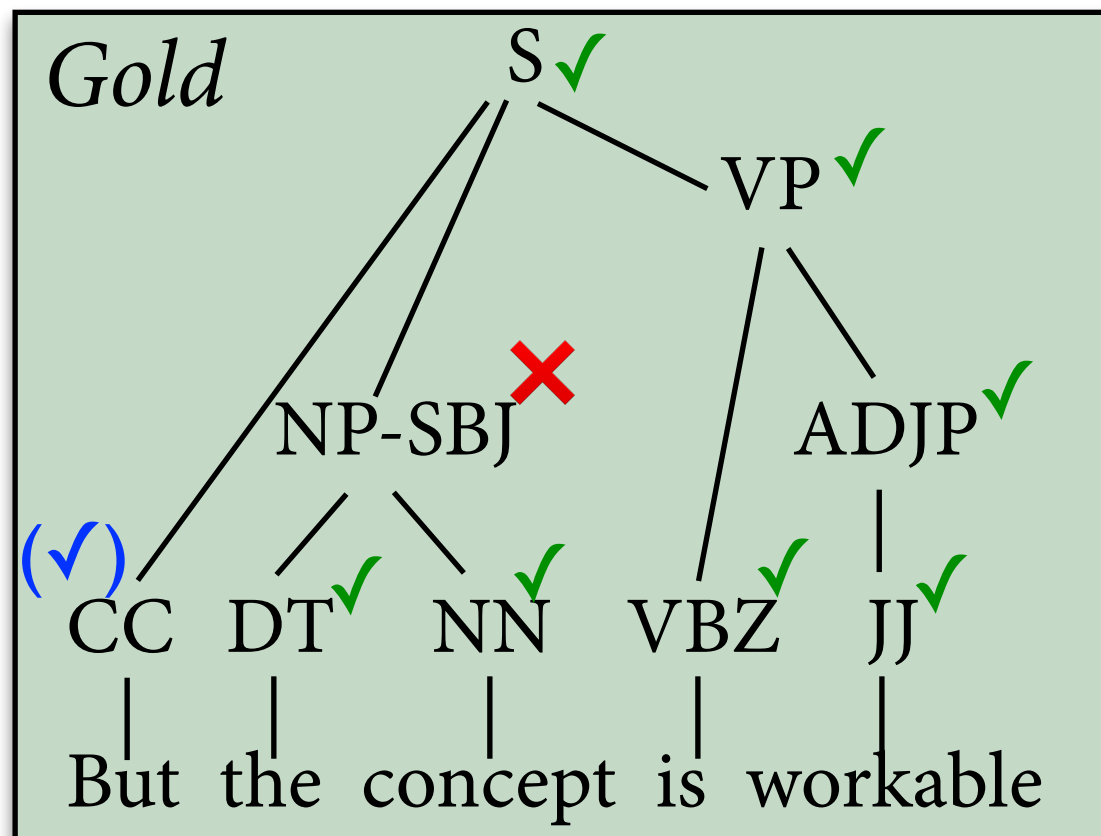 Gold
S ✓
VP ✓
NP-SBJ ✗
ADJP ✓
(✓)
CC DT ✓ NN ✓ VBZ ✓ JJ ✓
But the concept is workable